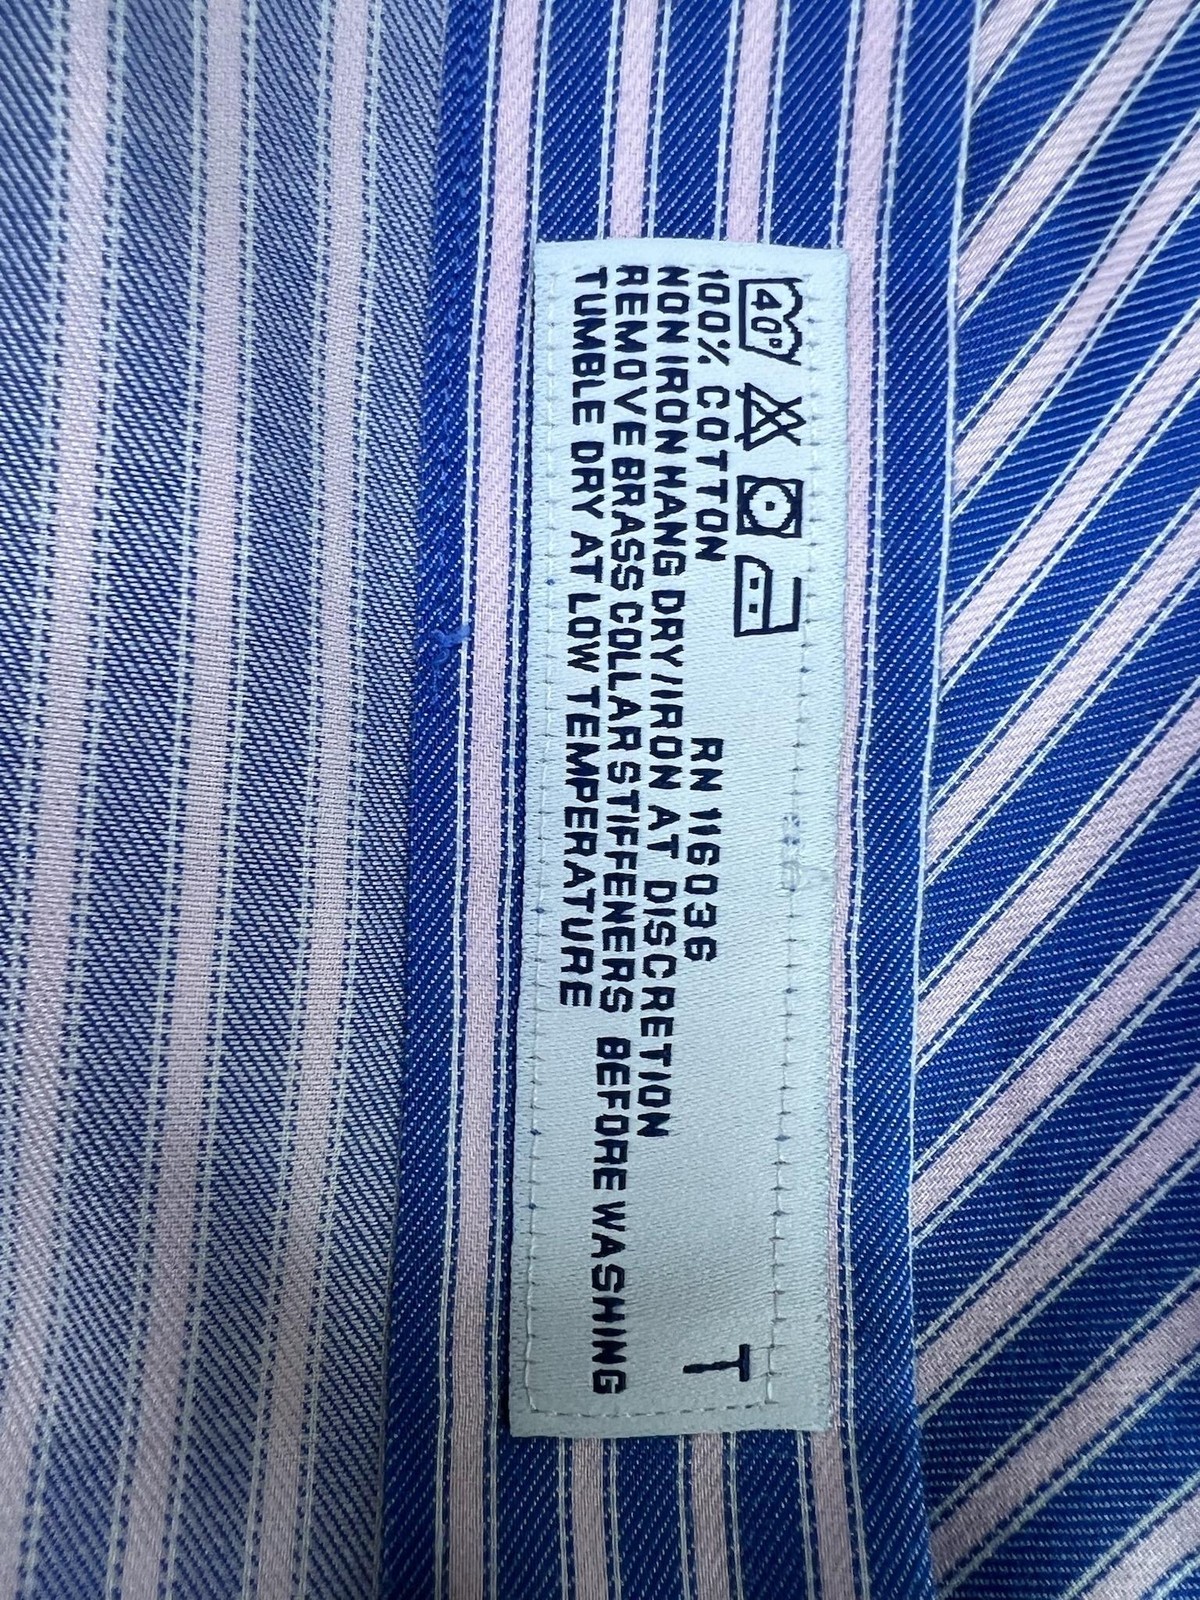 40°
100% COTTON RN 116036
NON IRON HANG DRY/IRON AT DISCRETION
REMOVE BRASS COLLAR STIFFENERS BEFORE WASHING
TUMBLE DRY AT LOW TEMPERATURE
T